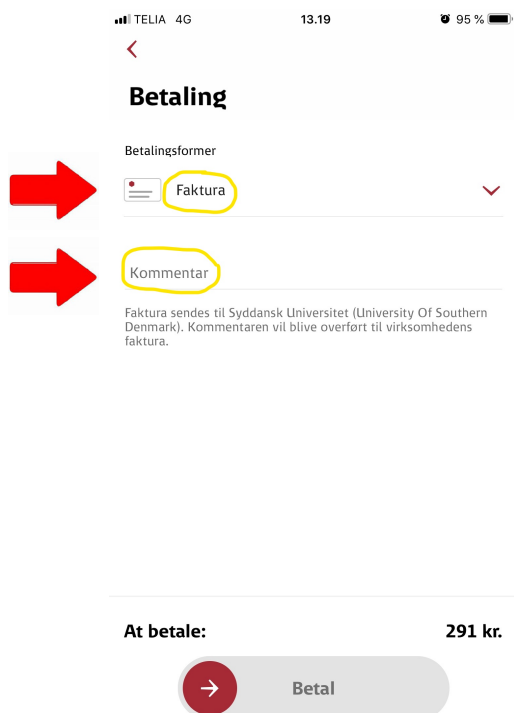 TELIA 4G 13.19 95 %
Betaling
Betalingsformer
Faktura
Kommentar
Faktura sendes til Syddansk Universitet (University Of Southern
Denmark). Kommentaren vil blive overført til virksomhedens
faktura.
At betale: 291 kr.
Betal